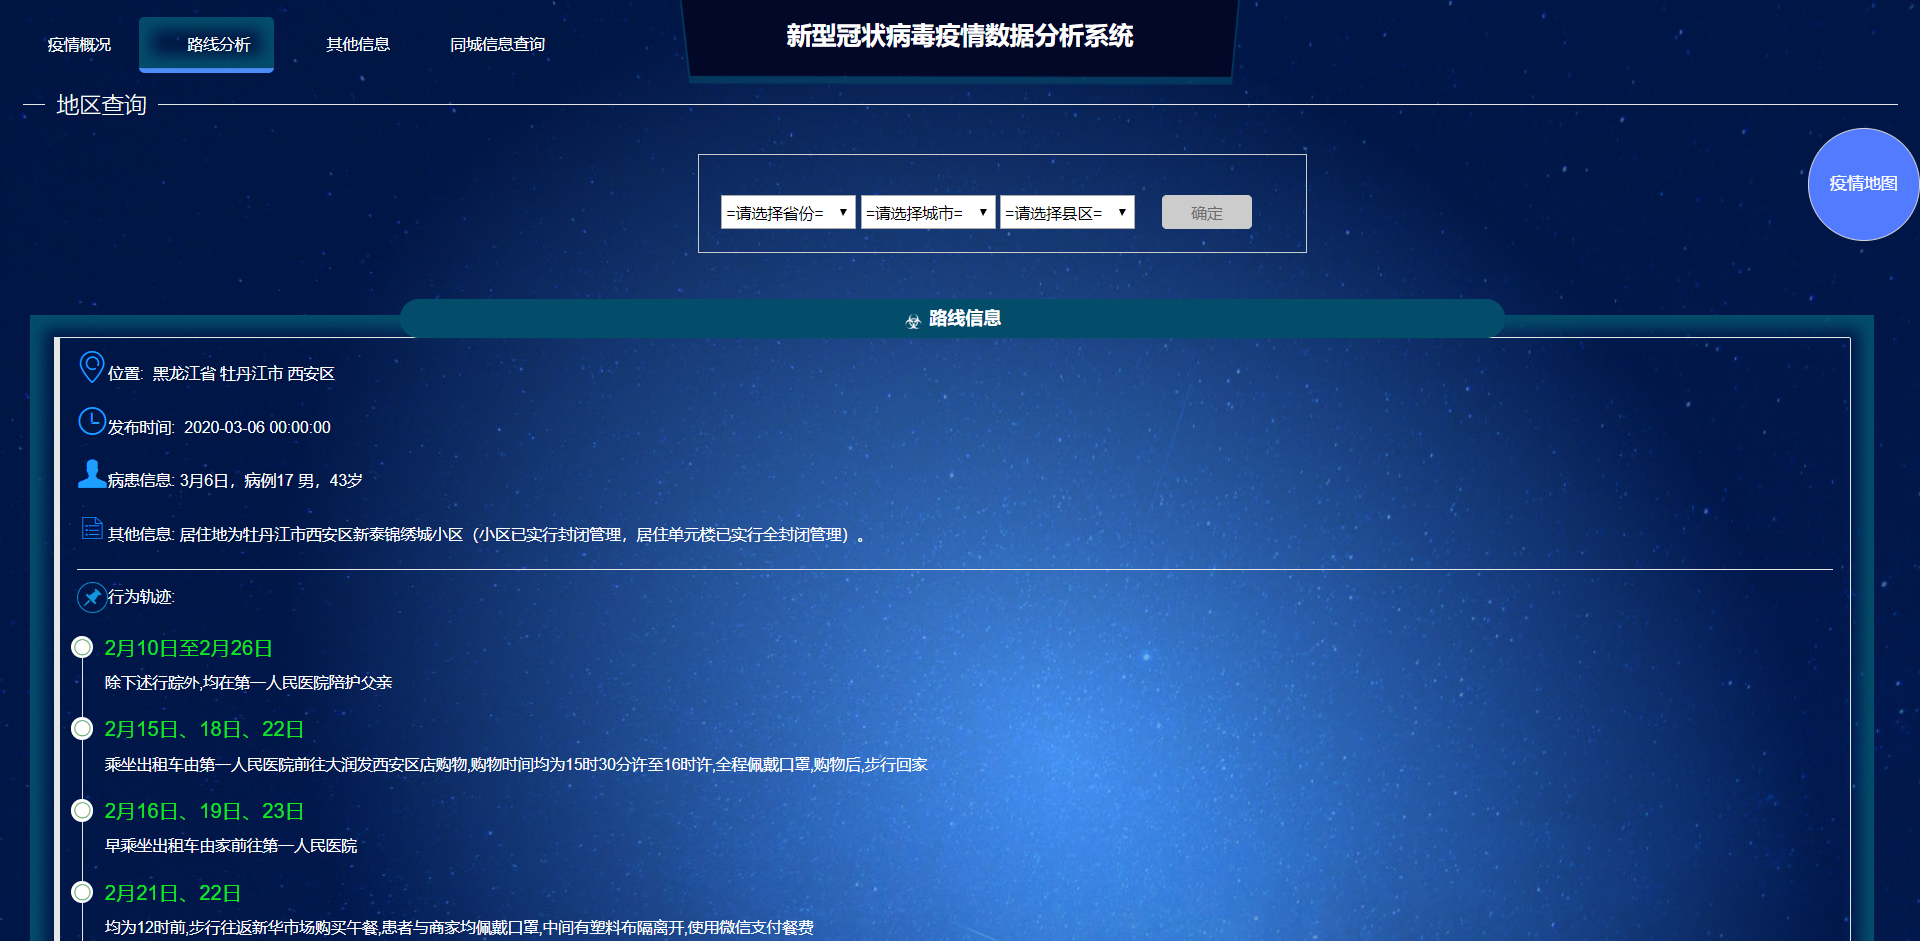 疫情概况 路线分析 其他信息 同城信息查询
新型冠状病毒疫情数据分析系统
地区查询
=请选择省份= =请选择城市= =请选择县区= 确定
疫情地图
路线信息
位置: 黑龙江省 牡丹江市 西安区
发布时间: 2020-03-06 00:00:00
病患信息: 3月6日，病例17 男，43岁
其他信息: 居住地为牡丹江市西安区新泰锦绣城小区（小区已实行封闭管理，居住单元楼已实行全封闭管理）。
行为轨迹:
2月10日至2月26日
除下述行踪外,均在第一人民医院陪护父亲
2月15日、18日、22日
乘坐出租车由第一人民医院前往大润发西安区店购物,购物时间均为15时30分许至16时许,全程佩戴口罩,购物后,步行回家
2月16日、19日、23日
早乘坐出租车由家前往第一人民医院
2月21日、22日
均为12时前,步行往返新华市场购买午餐,患者与商家均佩戴口罩,中间有塑料布隔离开,使用微信支付餐费